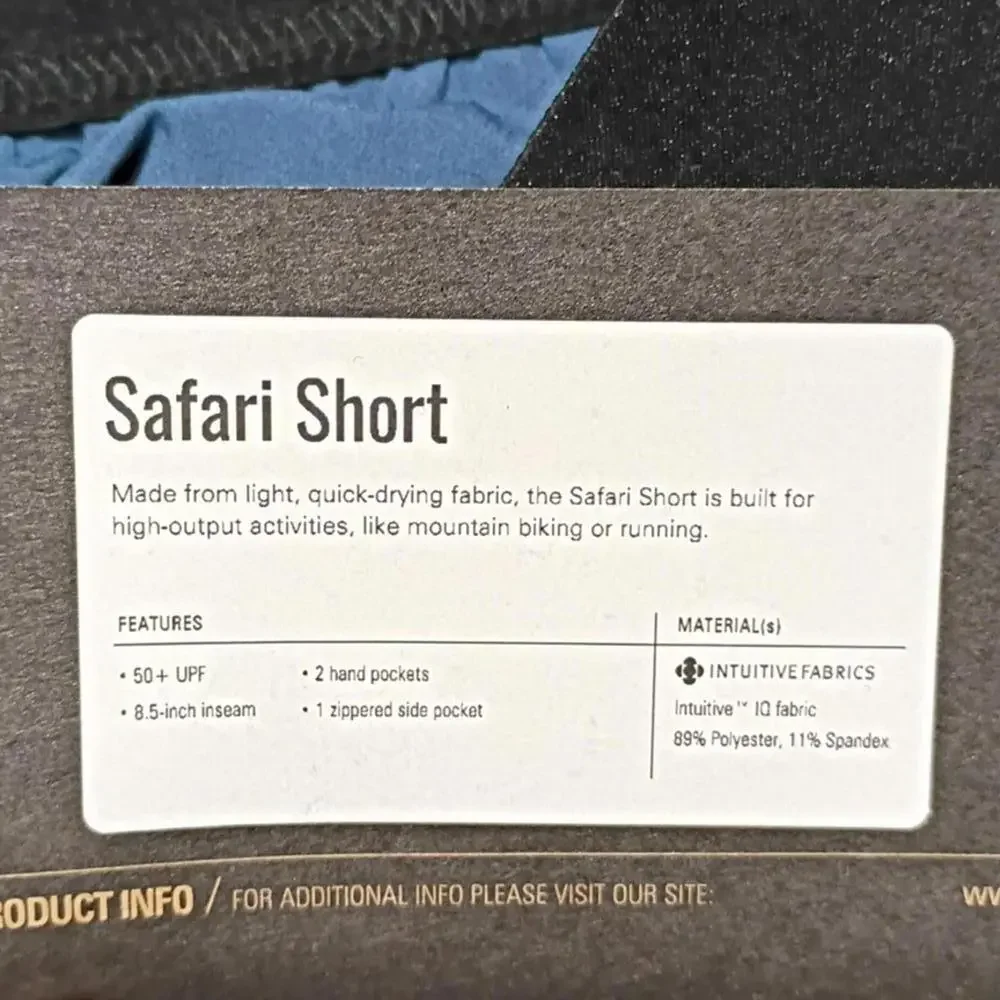 Safari Short
Made from light, quick-drying fabric, the Safari Short is built for
high-output activities, like mountain biking or running.
FEATURES
• 50+ UPF
• 8.5-inch inseam
• 2 hand pockets
• 1 zippered side pocket
MATERIAL(s)
INTUITIVE FABRICS
Intuitive™ IQ fabric
89% Polyester, 11% Spandex
RODUCT INFO / FOR ADDITIONAL INFO PLEASE VISIT OUR SITE: